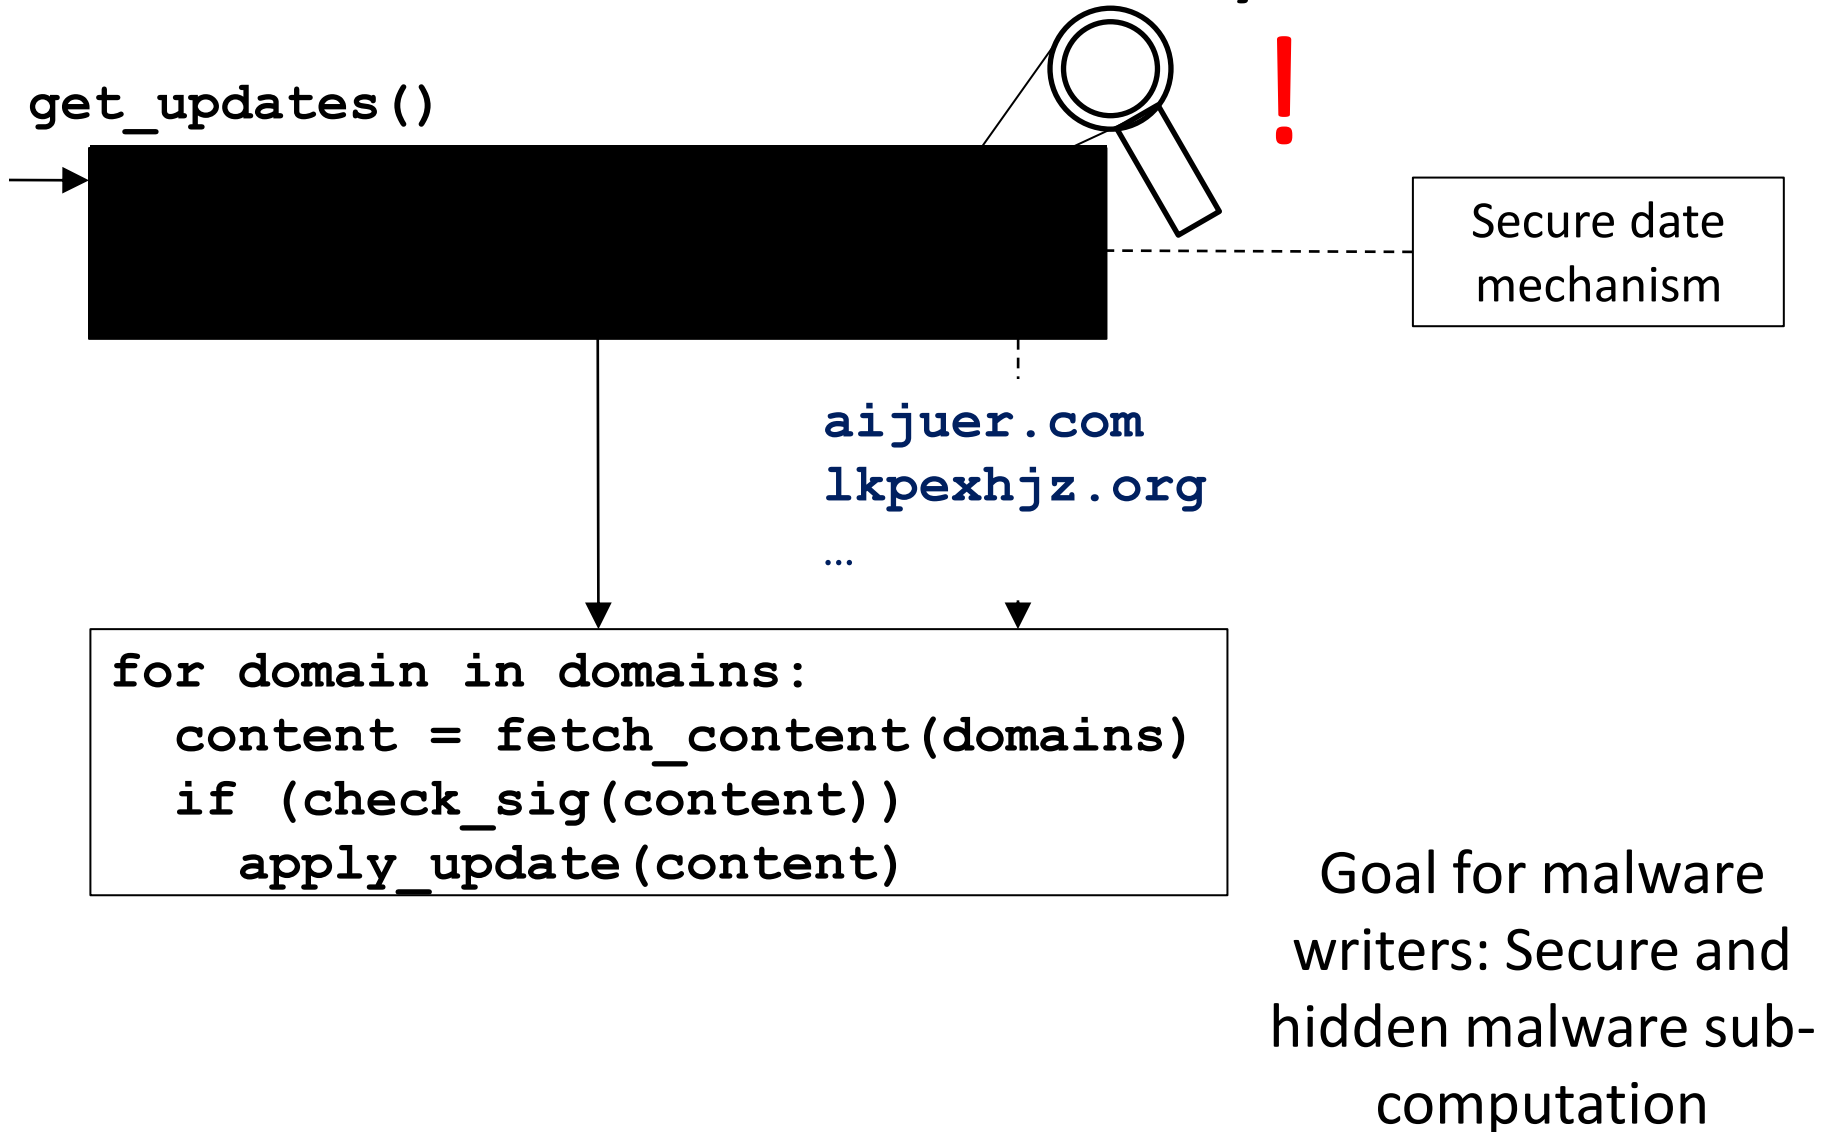 get_updates()
!
Secure date
mechanism
aijuer.com
lkpexhjz.org
…
for domain in domains:
  content = fetch_content(domains)
  if (check_sig(content))
    apply_update(content)
Goal for malware
writers: Secure and
hidden malware sub-
computation